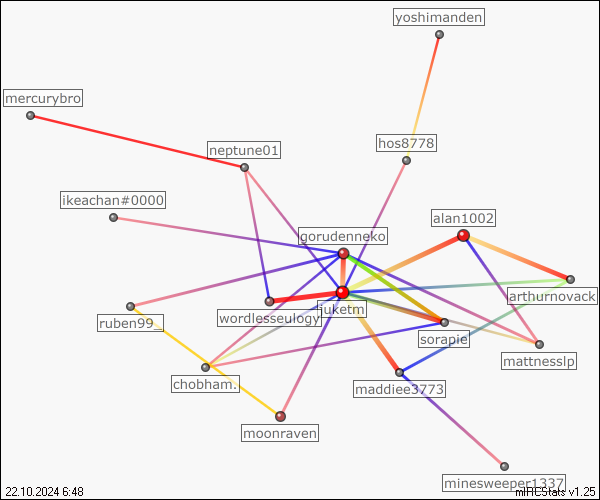 yoshimanden
mercurybro
hos8778
neptune01
ikeachan#0000
alan1002
gorudenneko
arthurnovack
wordlesseulogy
juketm
ruben99_
sorapie
mattnesslp
chobham.
maddiee3773
moonraven
minesweeper1337
22.10.2024 6:48
mIRCStats v1.25